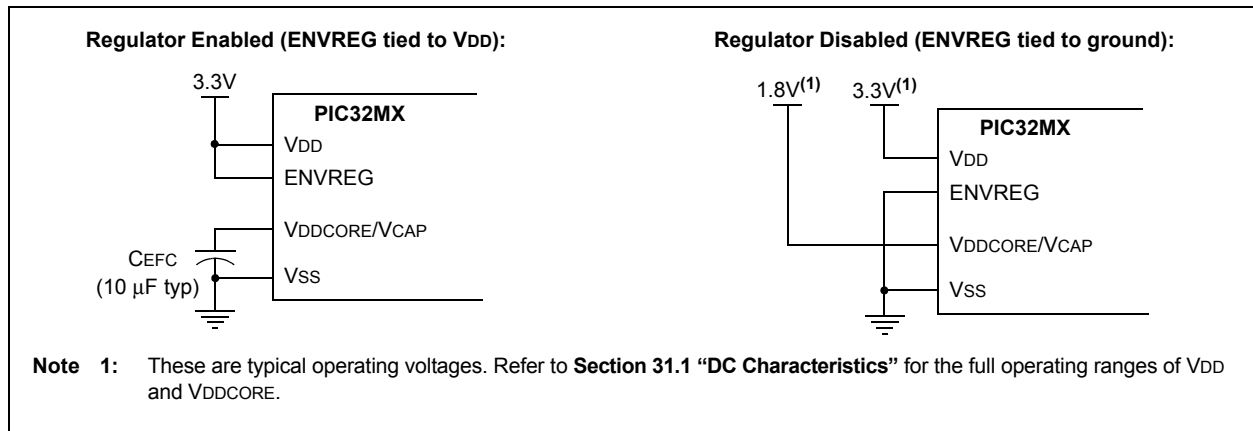 Regulator Enabled (ENVREG tied to VDD):
3.3V
PIC32MX
VDD
ENVREG
VDDCORE/VCAP
CEFC
(10 μF typ)
VSS
Regulator Disabled (ENVREG tied to ground):
1.8V(1) 3.3V(1)
PIC32MX
VDD
ENVREG
VDDCORE/VCAP
VSS
Note 1: These are typical operating voltages. Refer to Section 31.1 “DC Characteristics” for the full operating ranges of VDD
and VDDCORE.